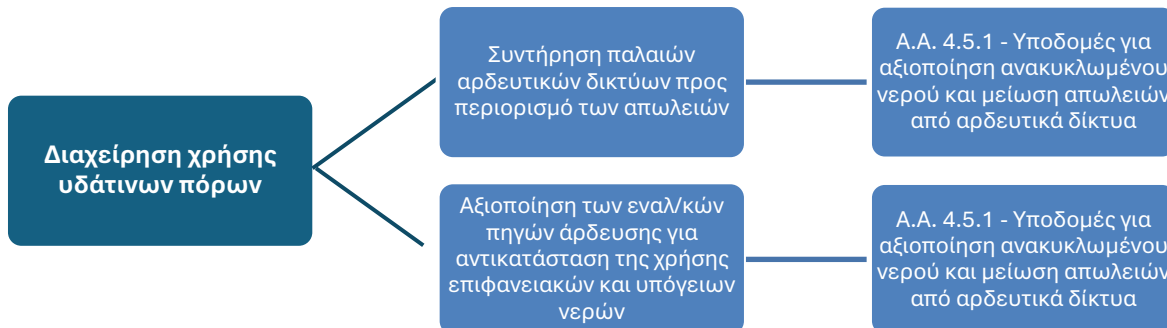 Διαχείρηση χρήσης
υδάτινων πόρων
Συντήρηση παλαιών
αρδευτικών δικτύων προς
περιορισμό των απωλειών
Α.Α. 4.5.1 - Υποδομές για
αξιοποίηση ανακυκλωμένου
νερού και μείωση απωλειών
από αρδευτικά δίκτυα
Αξιοποίηση των εναλ/κών
πηγών άρδευσης για
αντικατάσταση της χρήσης
επιφανειακών και υπόγειων
νερών
Α.Α. 4.5.1 - Υποδομές για
αξιοποίηση ανακυκλωμένου
νερού και μείωση απωλειών
από αρδευτικά δίκτυα